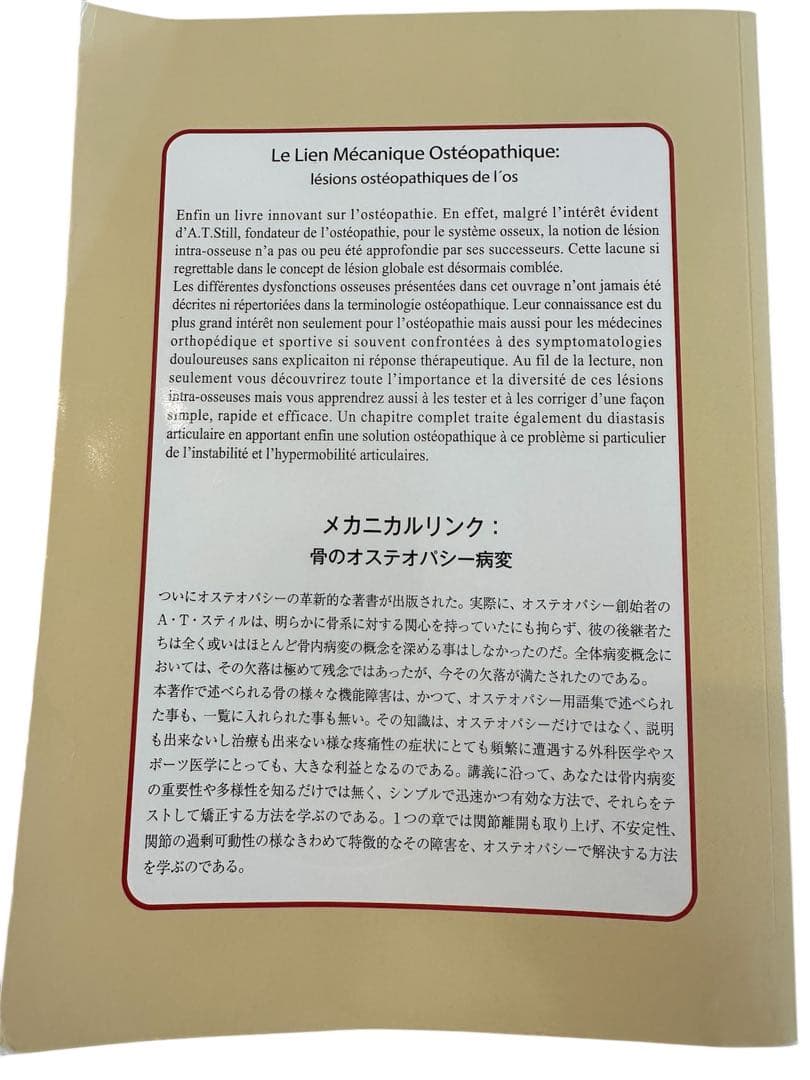 Le Lien Mécanique Ostéopathique:
lésions ostéopathiques de l´os
Enfin un livre innovant sur l’ostéopathie. En effet, malgré l’intérêt évident
d’A.T.Still, fondateur de l’ostéopathie, pour le système osseux, la notion de lésion
intra-osseuse n’a pas ou peu été approfondie par ses successeurs. Cette lacune si
regrettable dans le concept de lésion globale est désormais comblée.
Les différentes dysfonctions osseuses présentées dans cet ouvrage n’ont jamais été
décrites ni répertoriées dans la terminologie ostéopathique. Leur connaissance est du
plus grand intérêt non seulement pour l’ostéopathie mais aussi pour les médecines
orthopédique et sportive si souvent confrontées à des symptomatologies
douloureuses sans explicaiton ni réponse thérapeutique. Au fil de la lecture, non
seulement vous découvrirez toute l’importance et la diversité de ces lésions
intra-osseuses mais vous apprendrez aussi à les tester et à les corriger d’une façon
simple, rapide et efficace. Un chapitre complet traite également du diastasis
articulaire en apportant enfin une solution ostéopathique à ce problème si particulier
de l’instabilité et l’hypermobilité articulaires.
メカニカルリンク：
骨のオステオパシー病変
ついにオステオパシーの革新的な著書が出版された。実際に、オステオパシー創始者の
A・T・スティルは、明らかに骨系に対する関心を持っていたにも拘らず、彼の後継者た
ちは全く或いはほとんど骨内病変の概念を深める事はしなかったのだ。全体病変概念に
おいては、その欠落は極めて残念ではあったが、今その欠落が満たされたのである。
本著作で述べられる骨の様々な機能障害は、かつて、オステオパシー用語集で述べられ
た事も、一覧に入れられた事も無い。その知識は、オステオパシーだけではなく、説明
も出来ないし治療も出来ない様な疼痛性の症状にとても頻繁に遭遇する外科医学やス
ポーツ医学にとっても、大きな利益となるのである。講義に沿って、あなたは骨内病変
の重要性や多様性を知るだけでは無く、シンプルで迅速かつ有効な方法で、それらをテ
ストして矯正する方法を学ぶのである。１つの章では関節離開も取り上げ、不安定性、
関節の過剰可動性の様なきわめて特徴的なその障害を、オステオパシーで解決する方法
を学ぶのである。